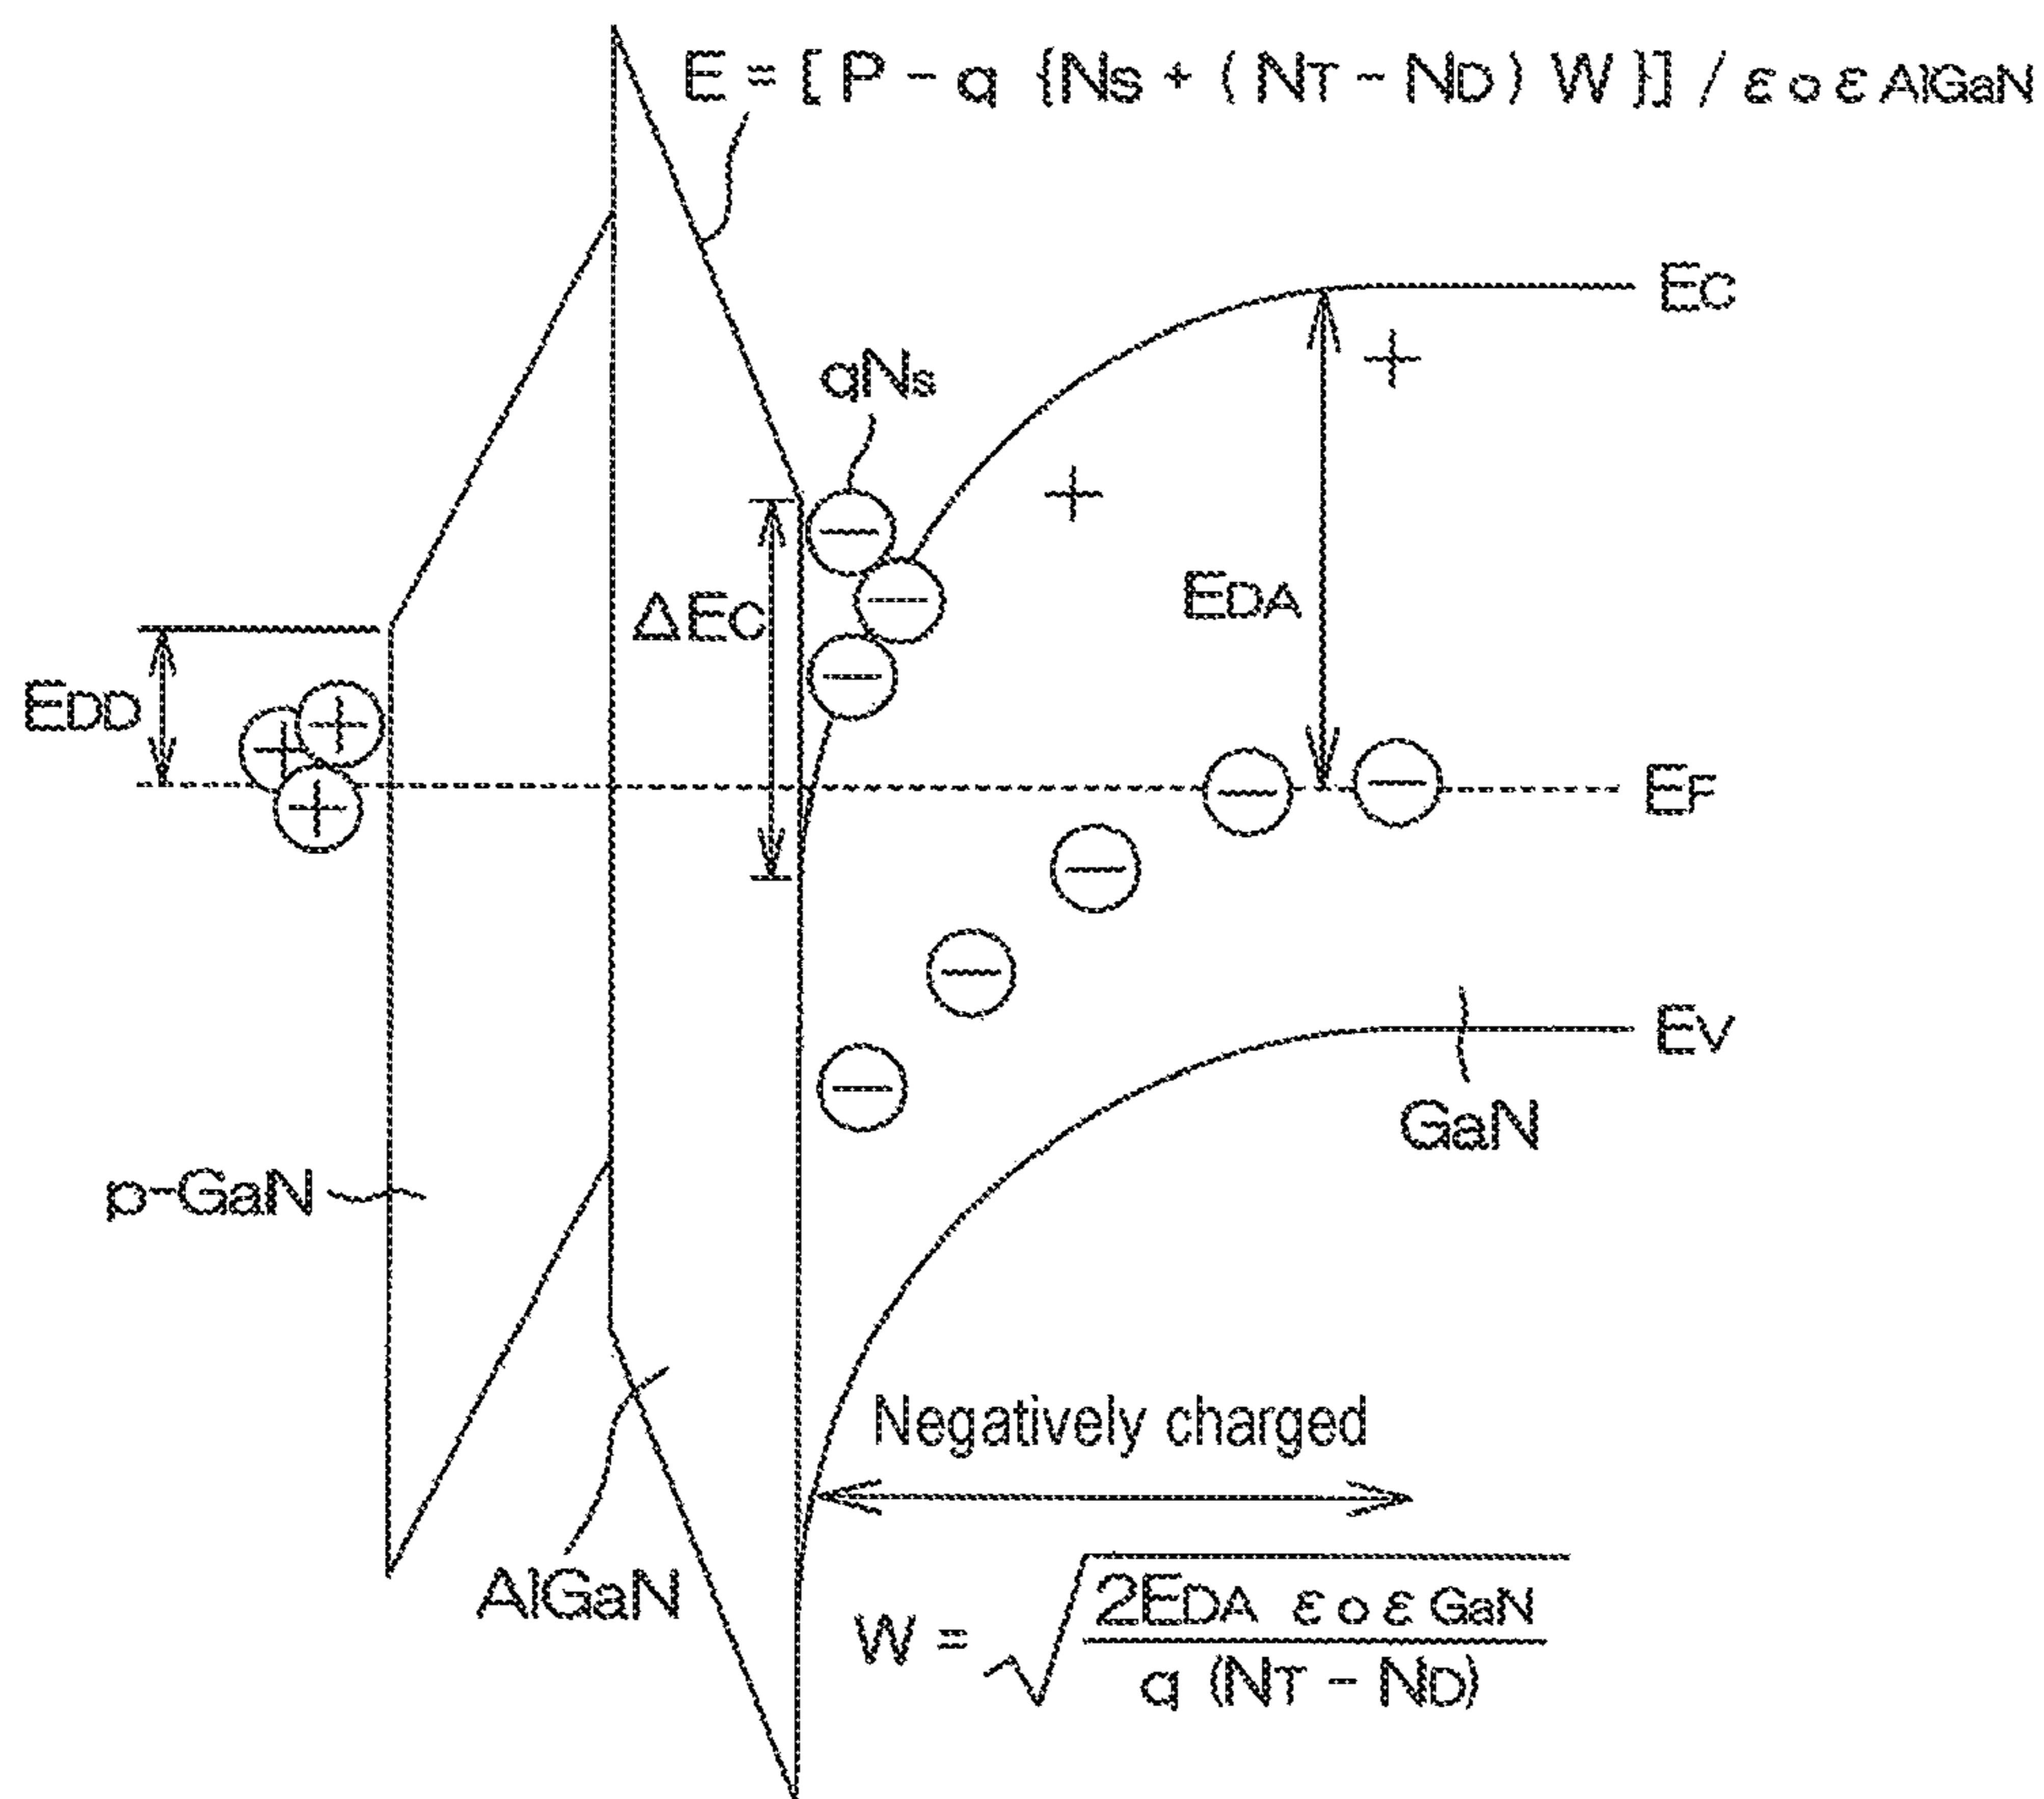 E = [ P - q {Ns + ( NT - ND ) W }] / ε o ε AlGaN
EC
+
qNs
−
+
ΔEC
−
EDA
−
EDD
+
+
+
−
−
EF
−
−
EV
−
GaN
p-GaN
Negatively charged
AlGaN
W = √ 2EDA ε o ε GaN
q (NT - ND)